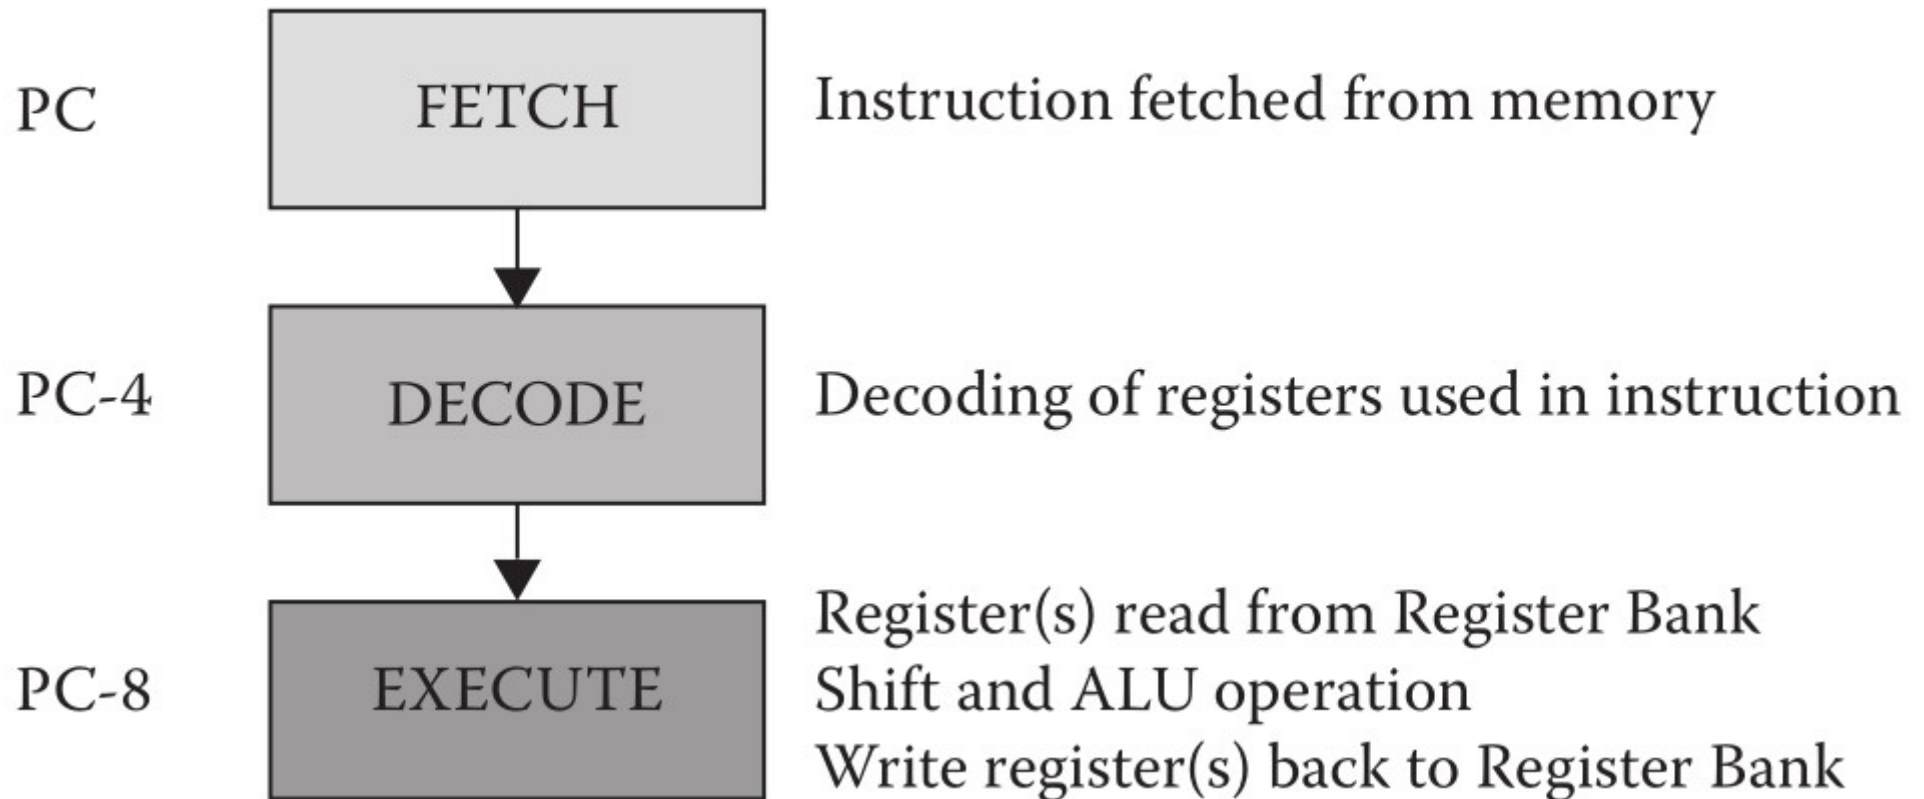 PC
FETCH
Instruction fetched from memory
PC-4
DECODE
Decoding of registers used in instruction
PC-8
EXECUTE
Register(s) read from Register Bank
Shift and ALU operation
Write register(s) back to Register Bank